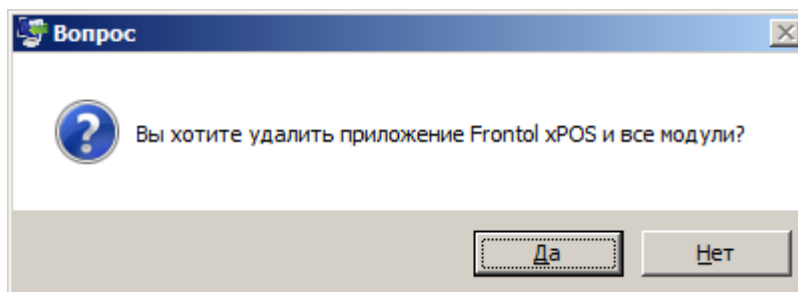 Вопрос
Вы хотите удалить приложение Frontol xPOS и все модули?
Да
Нет